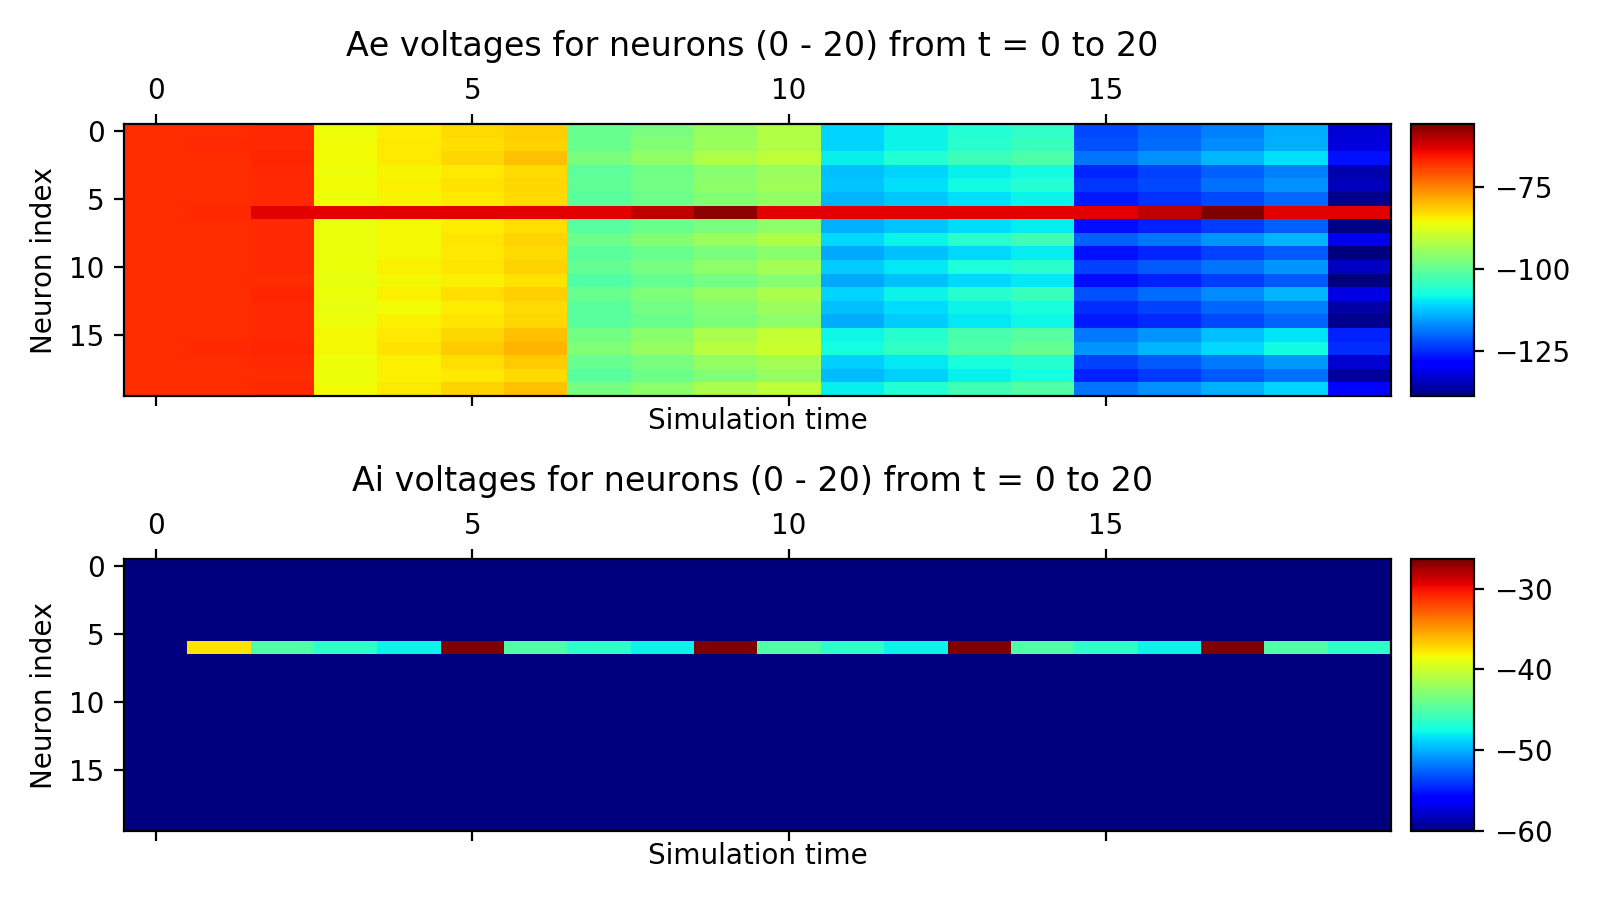 Ae voltages for neurons (0 - 20) from t = 0 to 20
0 5 10 15
Neuron index
0
5
10
15
Simulation time
−75
−100
−125
Ai voltages for neurons (0 - 20) from t = 0 to 20
0 5 10 15
Neuron index
0
5
10
15
Simulation time
−30
−40
−50
−60